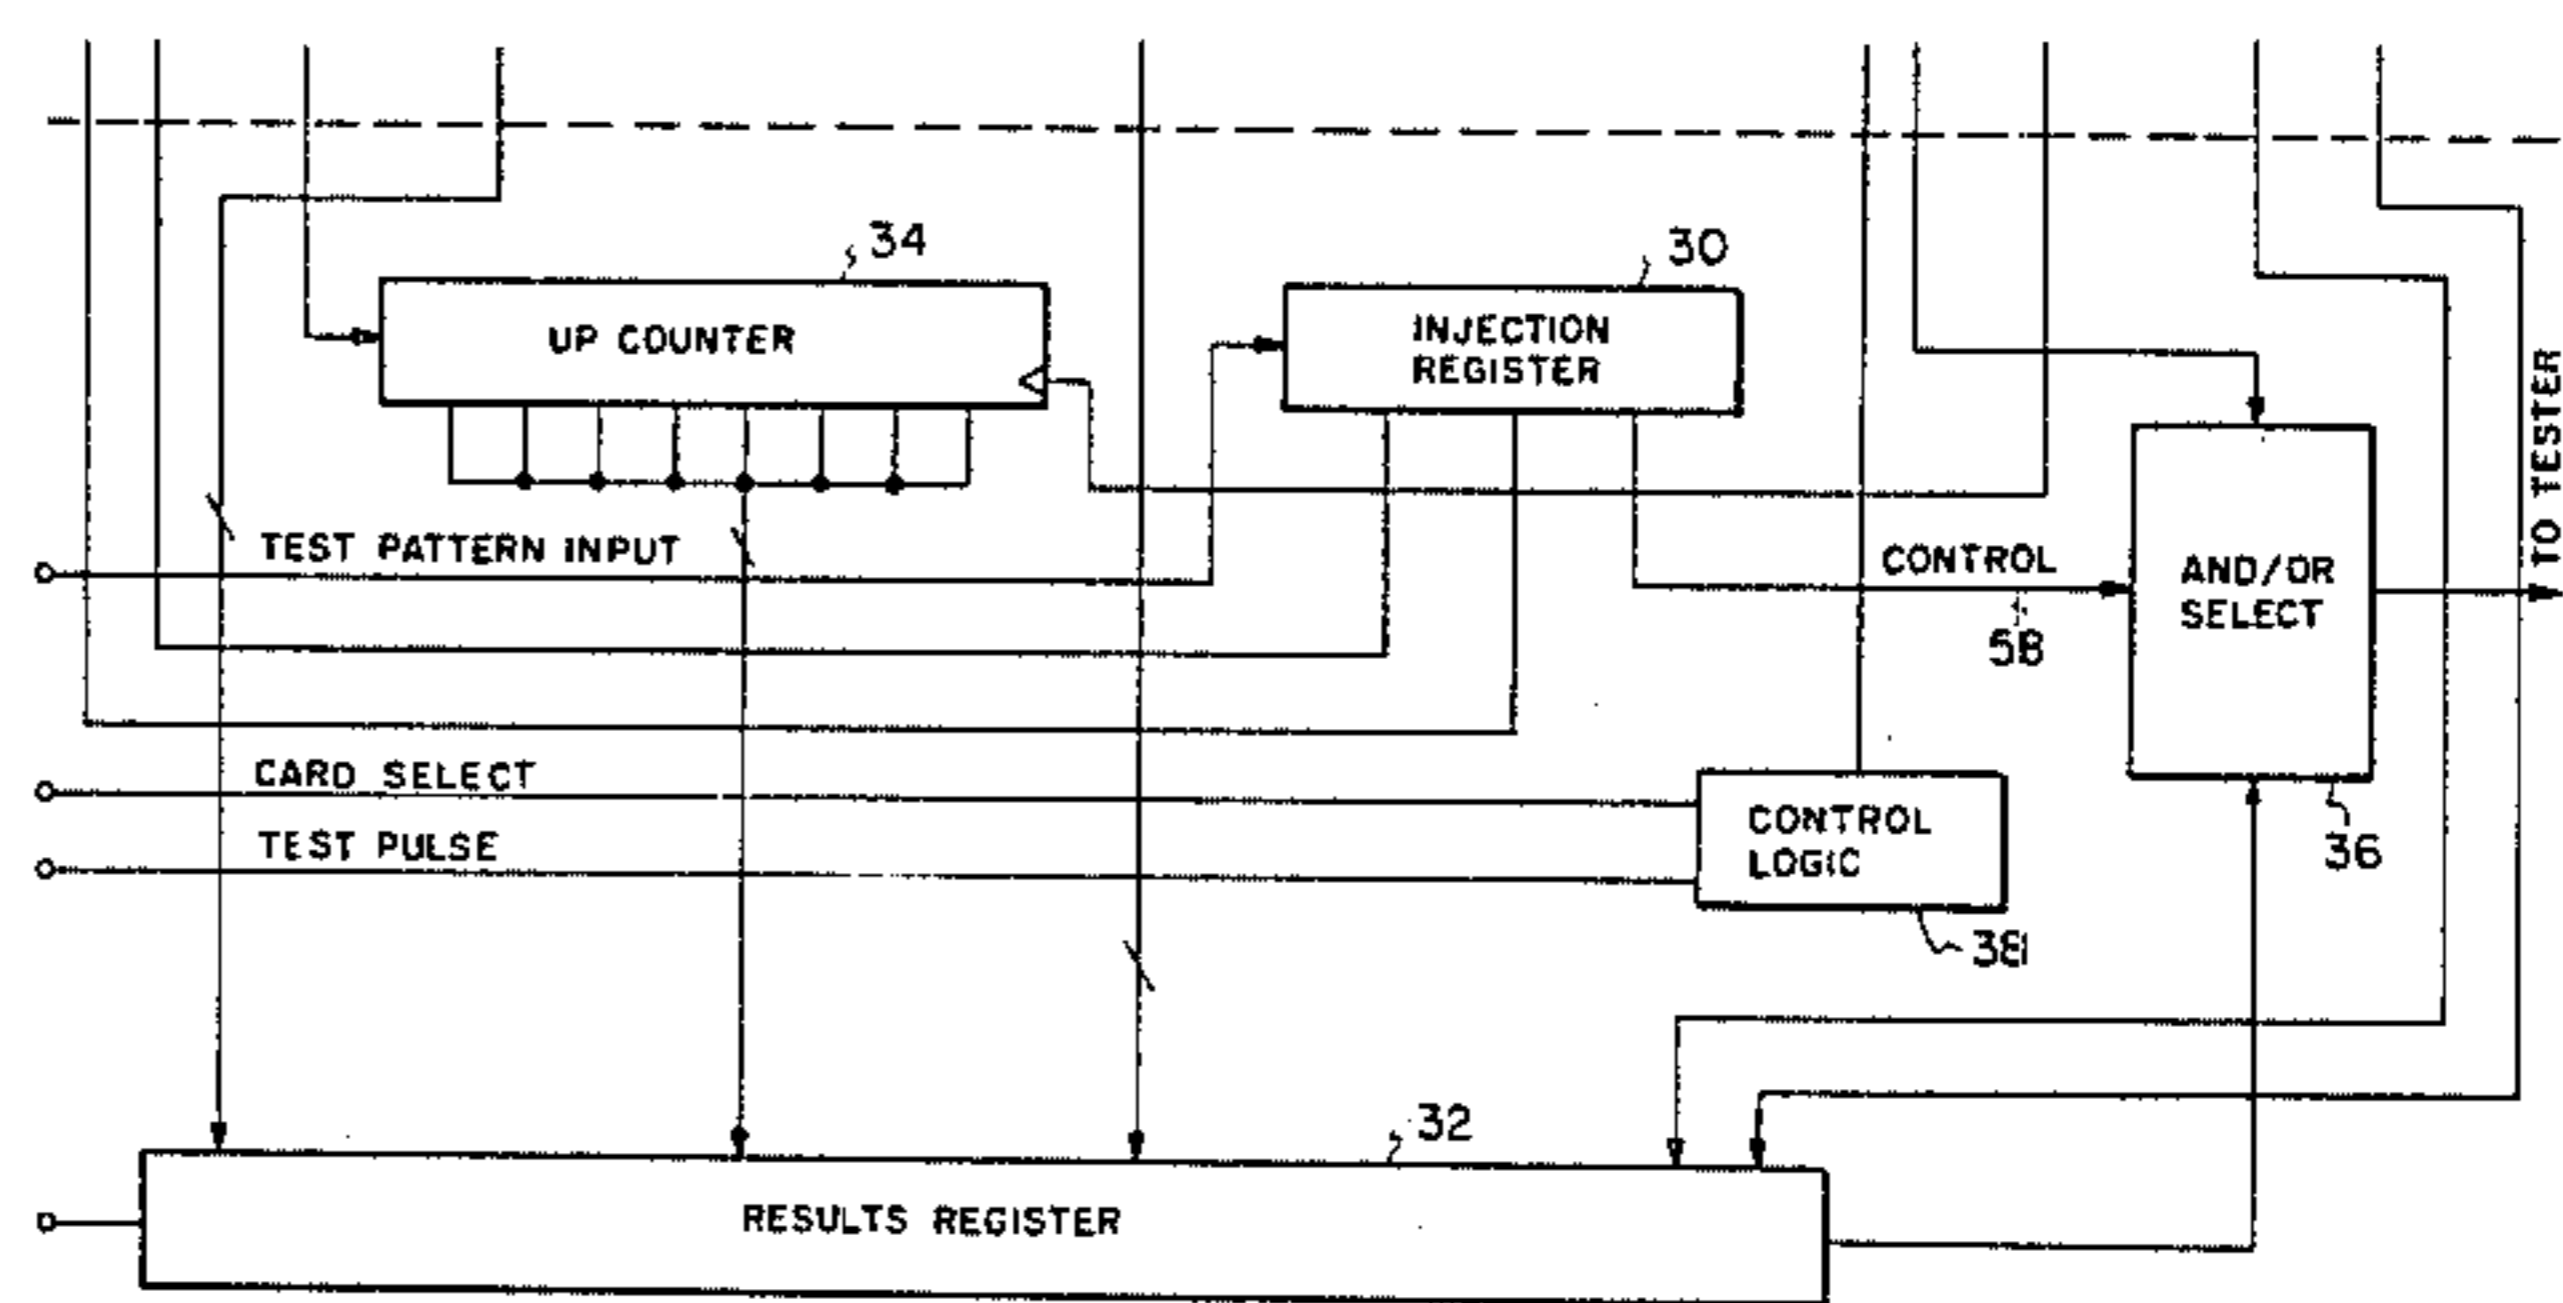 34
30
UP COUNTER
INJECTION
REGISTER
TO TESTER
TEST PATTERN INPUT
CONTROL
AND/OR
SELECT
58
CARD SELECT
CONTROL
LOGIC
TEST PULSE
36
38
32
RESULTS REGISTER